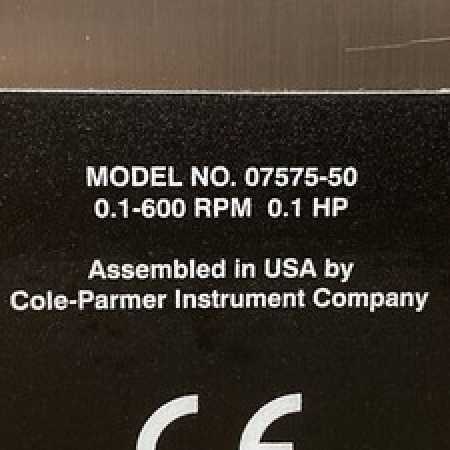 MODEL NO. 07575-50
0.1-600 RPM 0.1 HP
Assembled in USA by
Cole-Parmer Instrument Company
CE